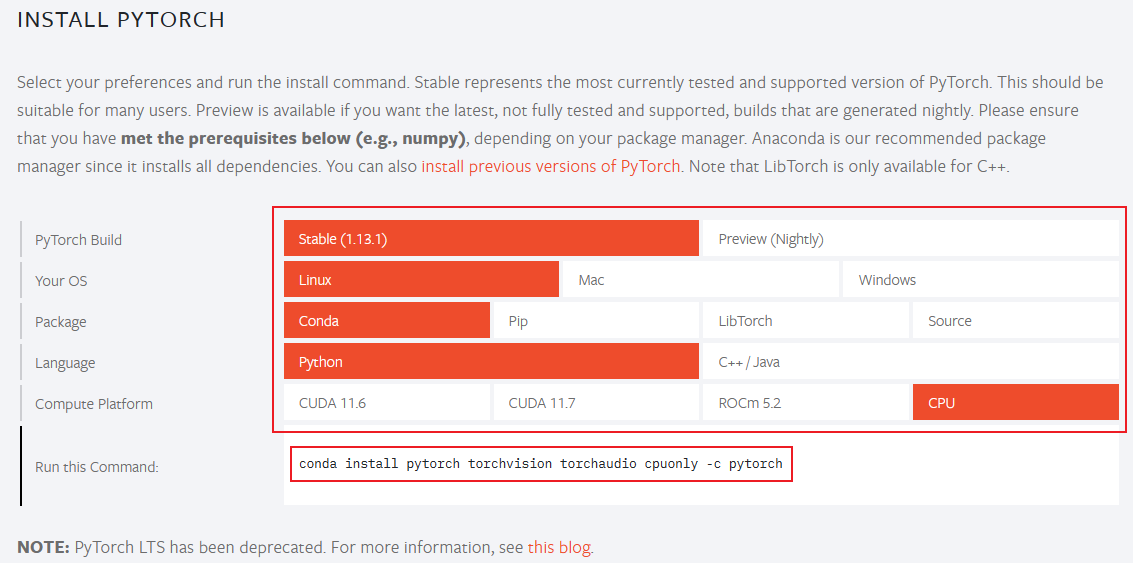 INSTALL PYTORCH
Select your preferences and run the install command. Stable represents the most currently tested and supported version of PyTorch. This should be
suitable for many users. Preview is available if you want the latest, not fully tested and supported, builds that are generated nightly. Please ensure
that you have met the prerequisites below (e.g., numpy), depending on your package manager. Anaconda is our recommended package
manager since it installs all dependencies. You can also install previous versions of PyTorch. Note that LibTorch is only available for C++.
PyTorch Build Stable (1.13.1) Preview (Nightly)
Your OS Linux Mac Windows
Package Conda Pip LibTorch Source
Language Python C++ / Java
Compute Platform CUDA 11.6 CUDA 11.7 ROCm 5.2 CPU
Run this Command: conda install pytorch torchvision torchaudio cpuonly -c pytorch
NOTE: PyTorch LTS has been deprecated. For more information, see this blog.